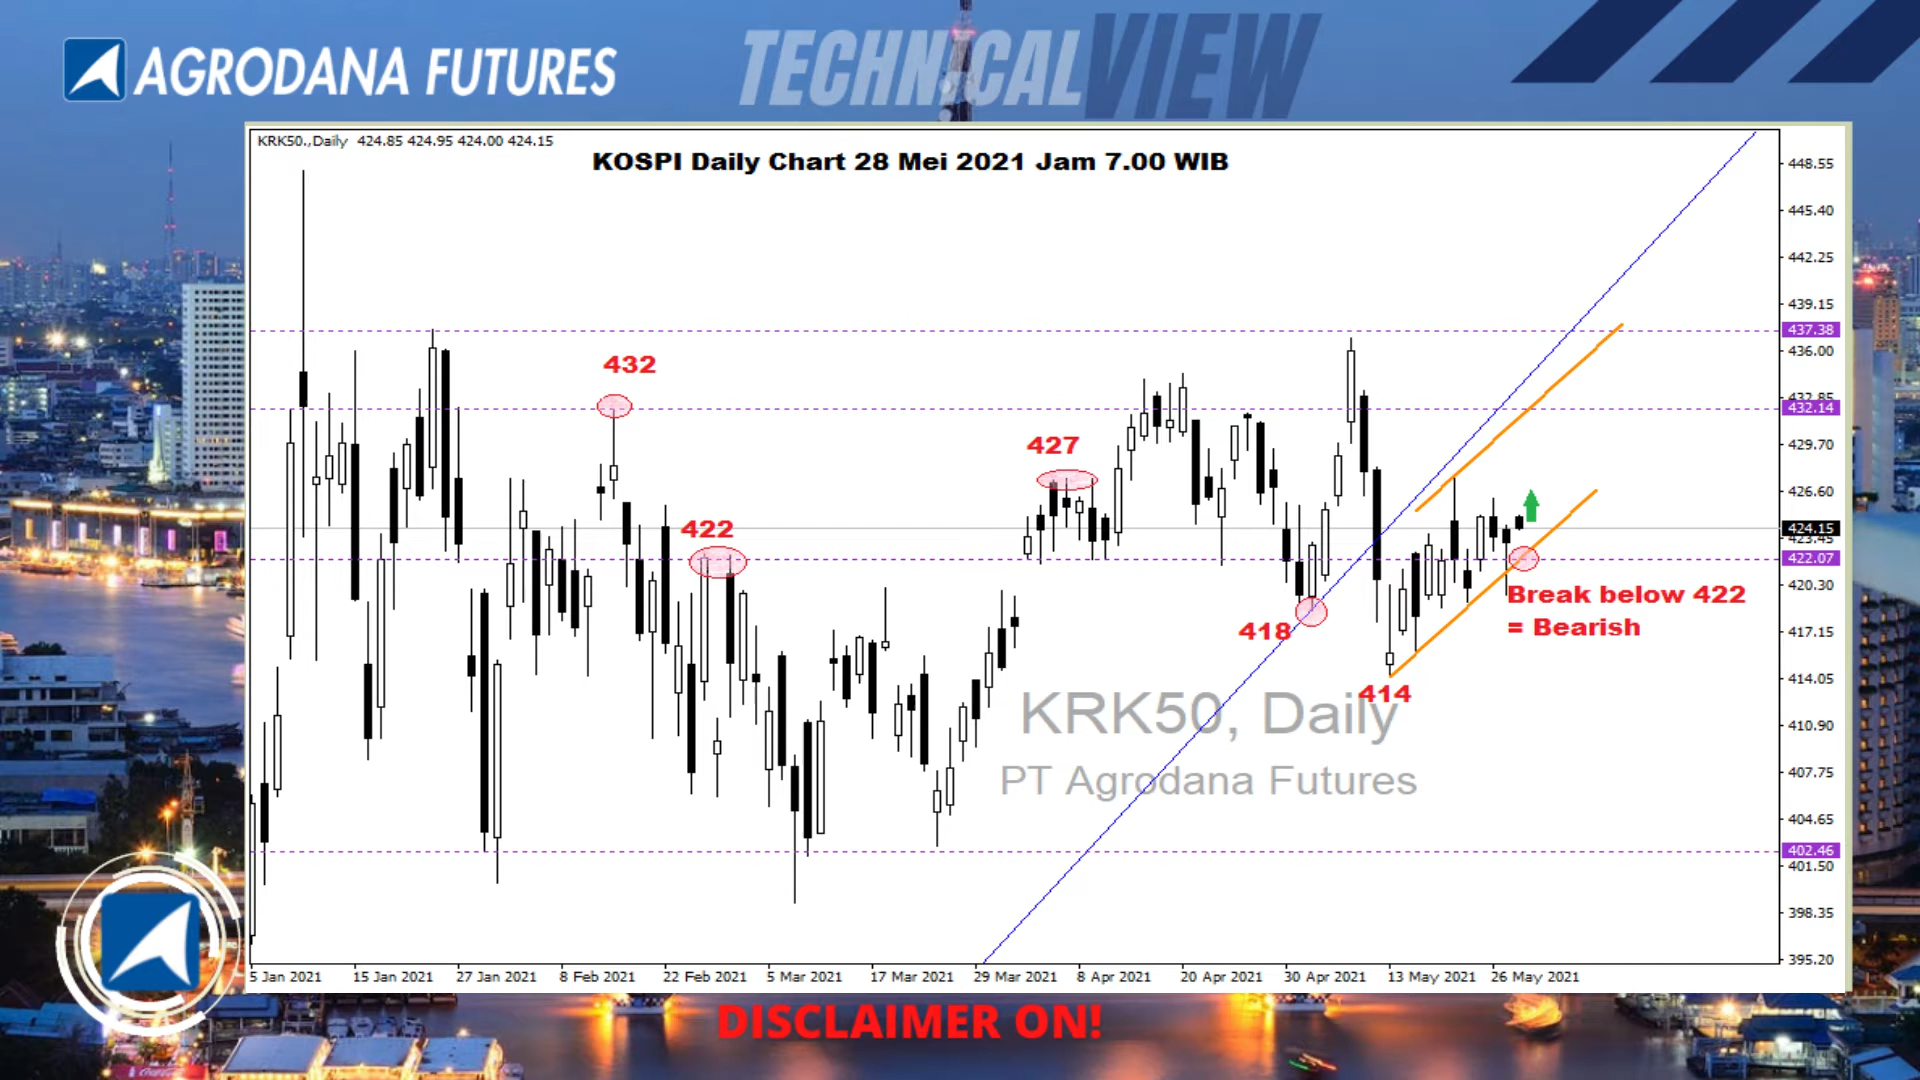 AGRODANA FUTURES
TECHNICAL VIEW
KRK50.,Daily 424.85 424.95 424.00 424.15
KOSPI Daily Chart 28 Mei 2021 Jam 7.00 WIB
448.55
445.40
442.25
439.15
437.38
436.00
432.85
432.14
429.70
426.60
424.15
423.45
422.07
420.30
417.15
414.05
410.90
407.75
404.65
402.46
401.50
398.35
395.20
432
427
422
418
414
Break below 422
= Bearish
KRK50, Daily
PT Agrodana Futures
5 Jan 2021 15 Jan 2021 27 Jan 2021 8 Feb 2021 22 Feb 2021 5 Mar 2021 17 Mar 2021 29 Mar 2021 8 Apr 2021 20 Apr 2021 30 Apr 2021 13 May 2021 26 May 2021
DISCLAIMER ON!